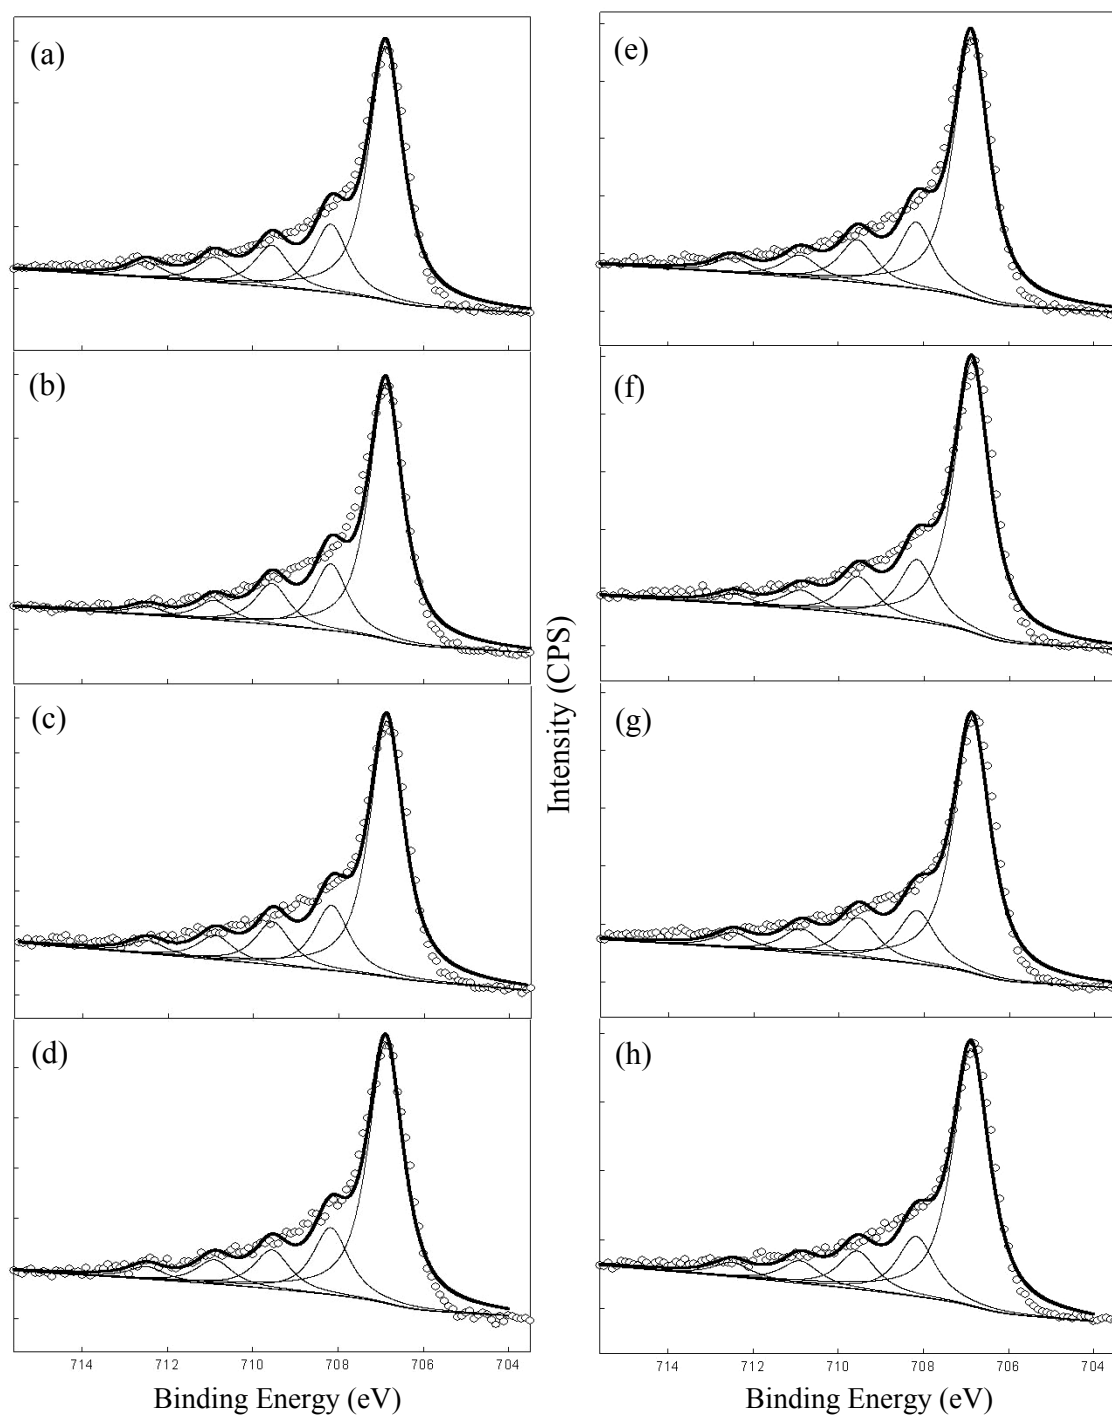 (a)
(e)
(b)
(f)
(c)
(g)
(d)
(h)
Intensity (CPS)
714 712 710 708 706 704
714 712 710 708 706 704
Binding Energy (eV)
Binding Energy (eV)